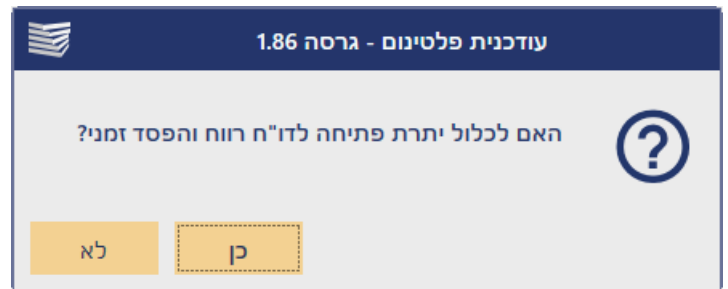 עודכנית פלטינום - גרסה 1.86
האם לכלול יתרת פתיחה לדו"ח רווח והפסד זמני?
כן
לא